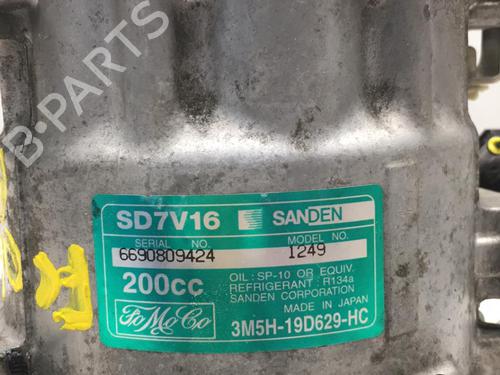 SD7V16 SANDEN
SERIAL NO. MODEL NO.
6690809424 1249
200cc
OIL : SP-10 OR EQUIV.
REFRIGERANT : R134a
SANDEN CORPORATION
MADE IN JAPAN
FoMoCo
3M5H-19D629-HC